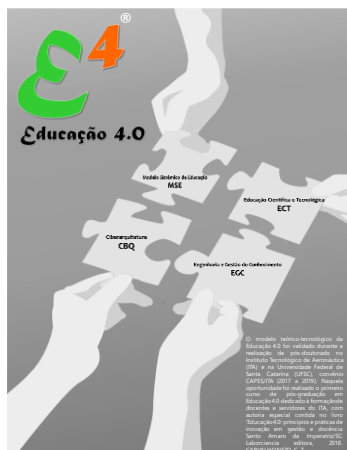 ε4®
Educação 4.0
Modelo Sistêmico de Educação
MSE
Educação Científica e Tecnológica
ECT
Ciberarquitetura
CBQ
Engenharia e Gestão do Conhecimento
EGC
O modelo teórico-tecnológico da
Educação 4.0 foi validado durante a
realização de pós-doutorado no
Instituto Tecnológico de Aeronáutica
(ITA) e na Universidade Federal de
Santa Catarina (UFSC), convênio
CAPES/ITA (2017 a 2019). Naquela
oportunidade foi realizado o primeiro
curso de pós-graduação em
Educação 4.0 dedicado à formação de
docentes e servidores do ITA, com
autoria especial contida no livro
'Educação 4.0: princípios e práticas de
inovação em gestão e docência.
Santo Amaro da Imperatriz/SC:
Laborciencia editora, 2018.